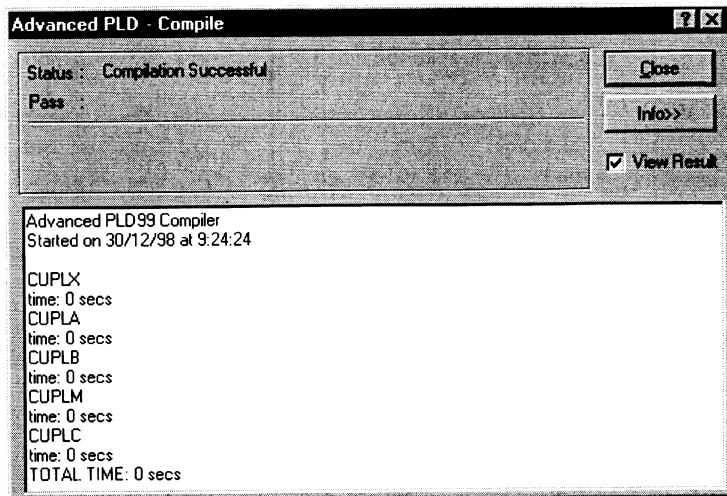 Advanced PLD - Compile
Status : Compilation Successful
Pass :
Close
Info>>
View Result
Advanced PLD99 Compiler
Started on 30/12/98 at 9:24:24
CUPLX
time: 0 secs
CUPLA
time: 0 secs
CUPLB
time: 0 secs
CUPLM
time: 0 secs
CUPLC
time: 0 secs
TOTAL TIME: 0 secs